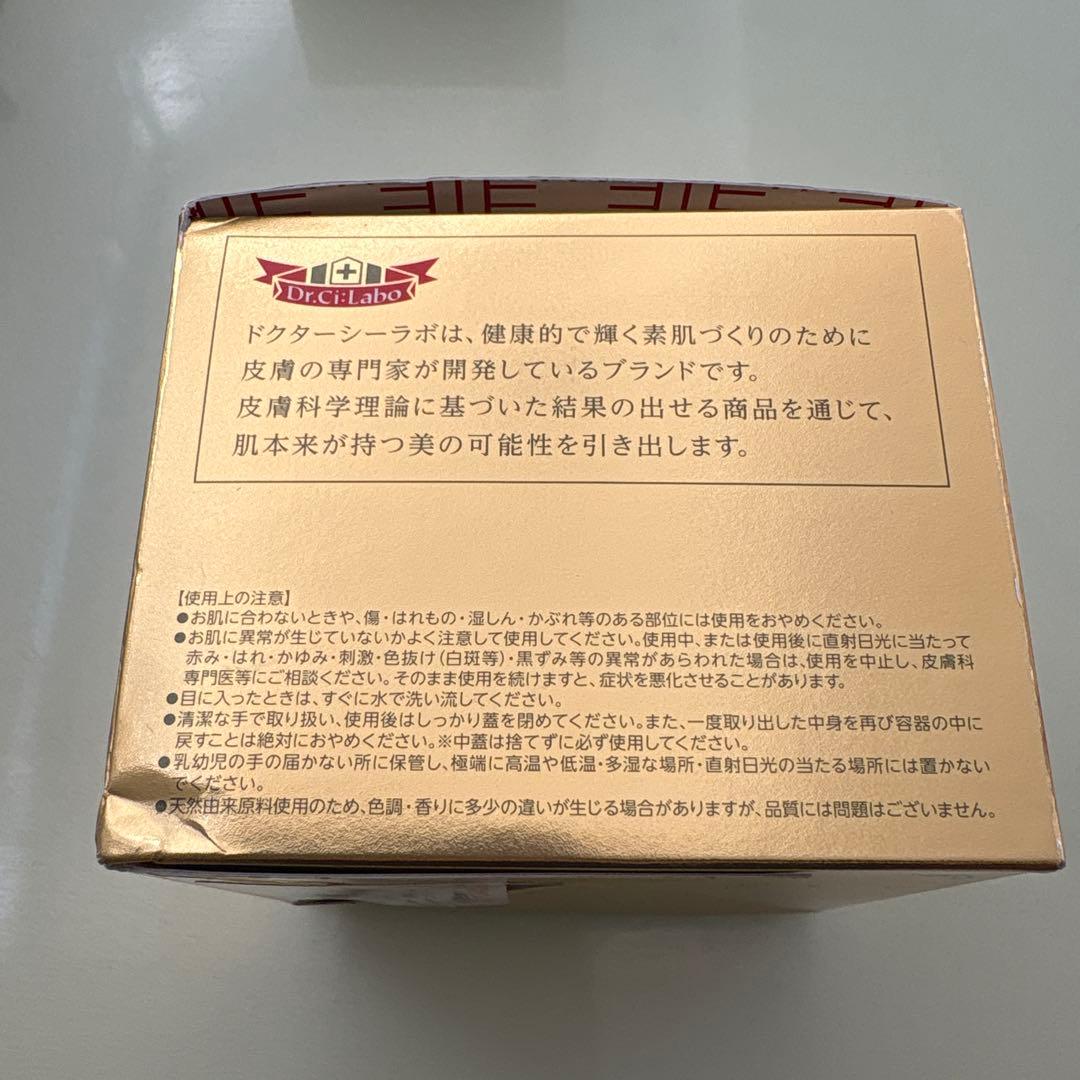 Dr.Ci:Labo
ドクターシーラボは、健康的で輝く素肌づくりのために
皮膚の専門家が開発しているブランドです。
皮膚科学理論に基づいた結果の出せる商品を通じて、
肌本来が持つ美の可能性を引き出します。
【使用上の注意】
●お肌に合わないときや、傷・はれもの・湿しん・かぶれ等のある部位には使用をおやめください。
●お肌に異常が生じていないかよく注意して使用してください。使用中、または使用後に直射日光に当たって
赤み・はれ・かゆみ・刺激・色抜け(白斑等)・黒ずみ等の異常があらわれた場合は、使用を中止し、皮膚科
専門医等にご相談ください。そのまま使用を続けますと、症状を悪化させることがあります。
●目に入ったときは、すぐに水で洗い流してください。
●清潔な手で取り扱い、使用後はしっかり蓋を閉めてください。また、一度取り出した中身を再び容器の中に
戻すことは絶対におやめください。※中蓋は捨てずに必ず使用してください。
●乳幼児の手の届かない所に保管し、極端に高温や低温・多湿な場所・直射日光の当たる場所には置かない
でください。
●天然由来原料使用のため、色調・香りに多少の違いが生じる場合がありますが、品質には問題はございません。